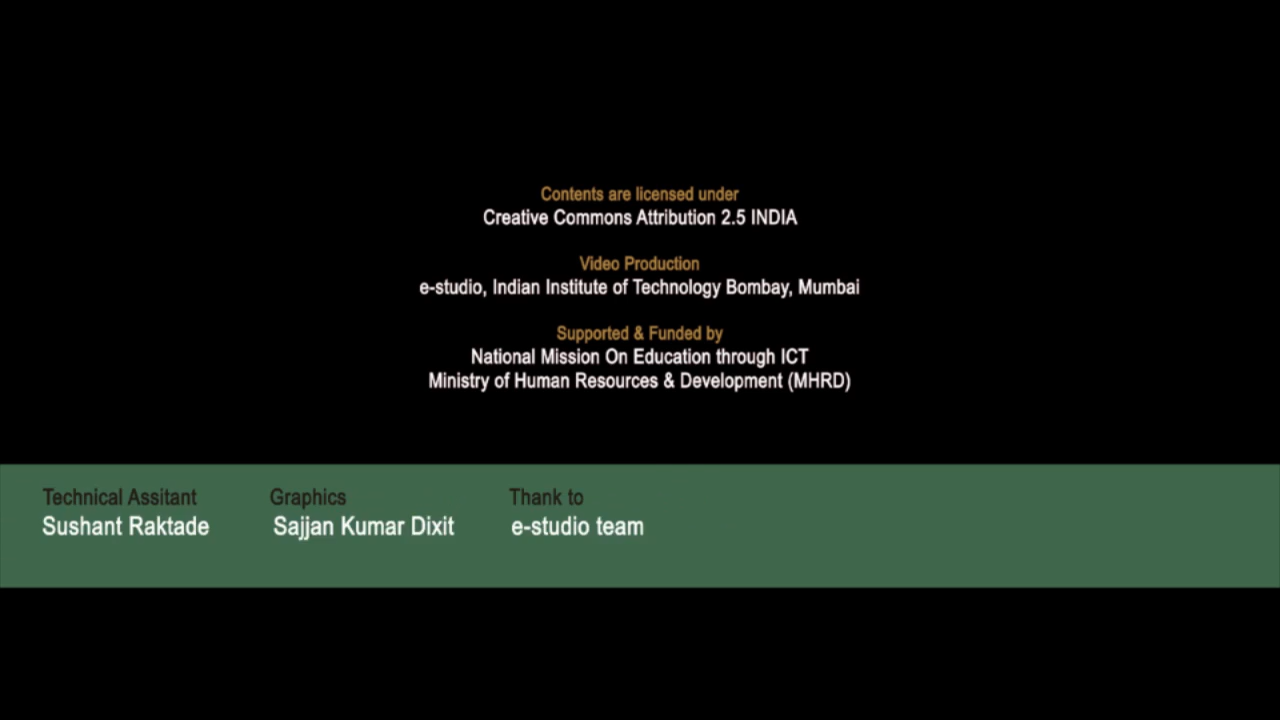 Contents are licensed under
Creative Commons Attribution 2.5 INDIA
Video Production
e-studio, Indian Institute of Technology Bombay, Mumbai
Supported & Funded by
National Mission On Education through ICT
Ministry of Human Resources & Development (MHRD)
Technical Assitant Graphics Thank to
Sushant Raktade Sajjan Kumar Dixit e-studio team